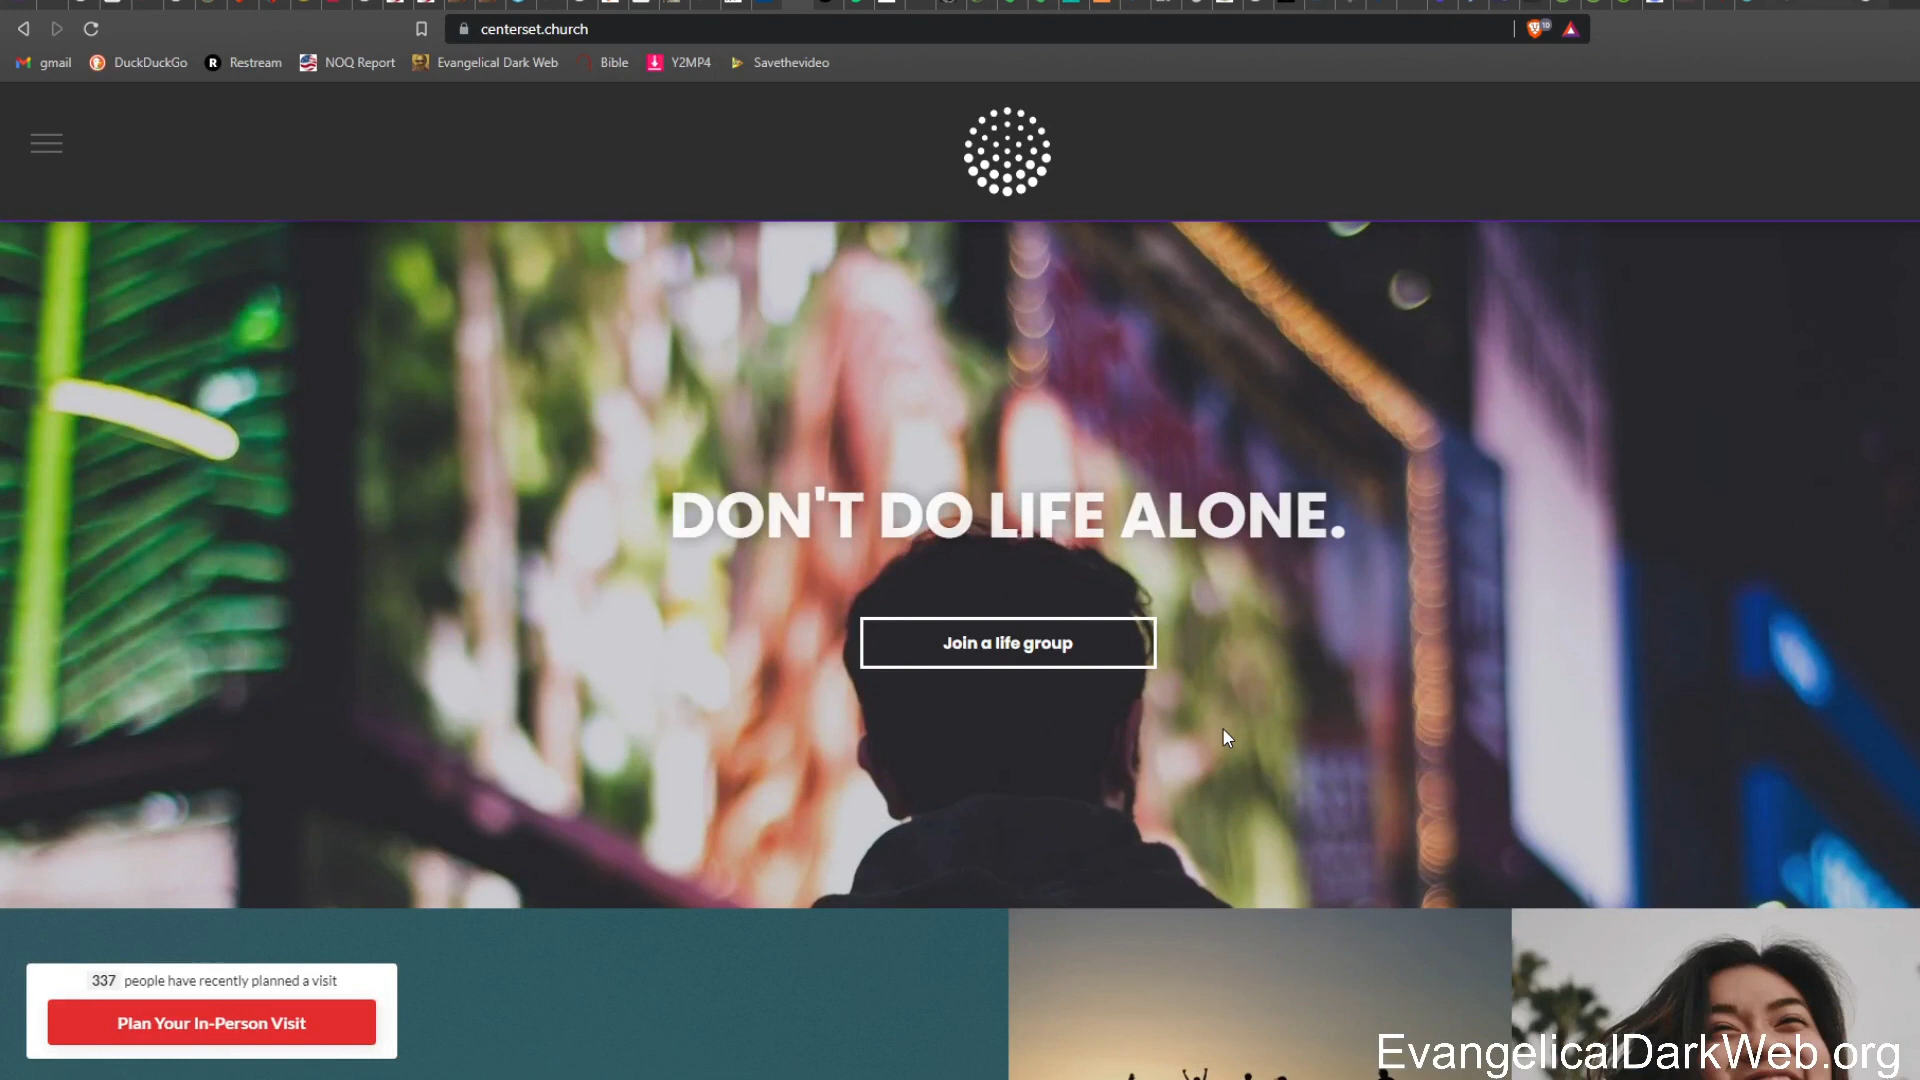 centerset.church
10
gmail
DuckDuckGo
R
Restream
NOQ Report
Evangelical Dark Web
Bible
Y2MP4
Savethevideo
DON'T DO LIFE ALONE.
Join a life group
337 people have recently planned a visit
Plan Your In-Person Visit
EvangelicalDarkWeb.org